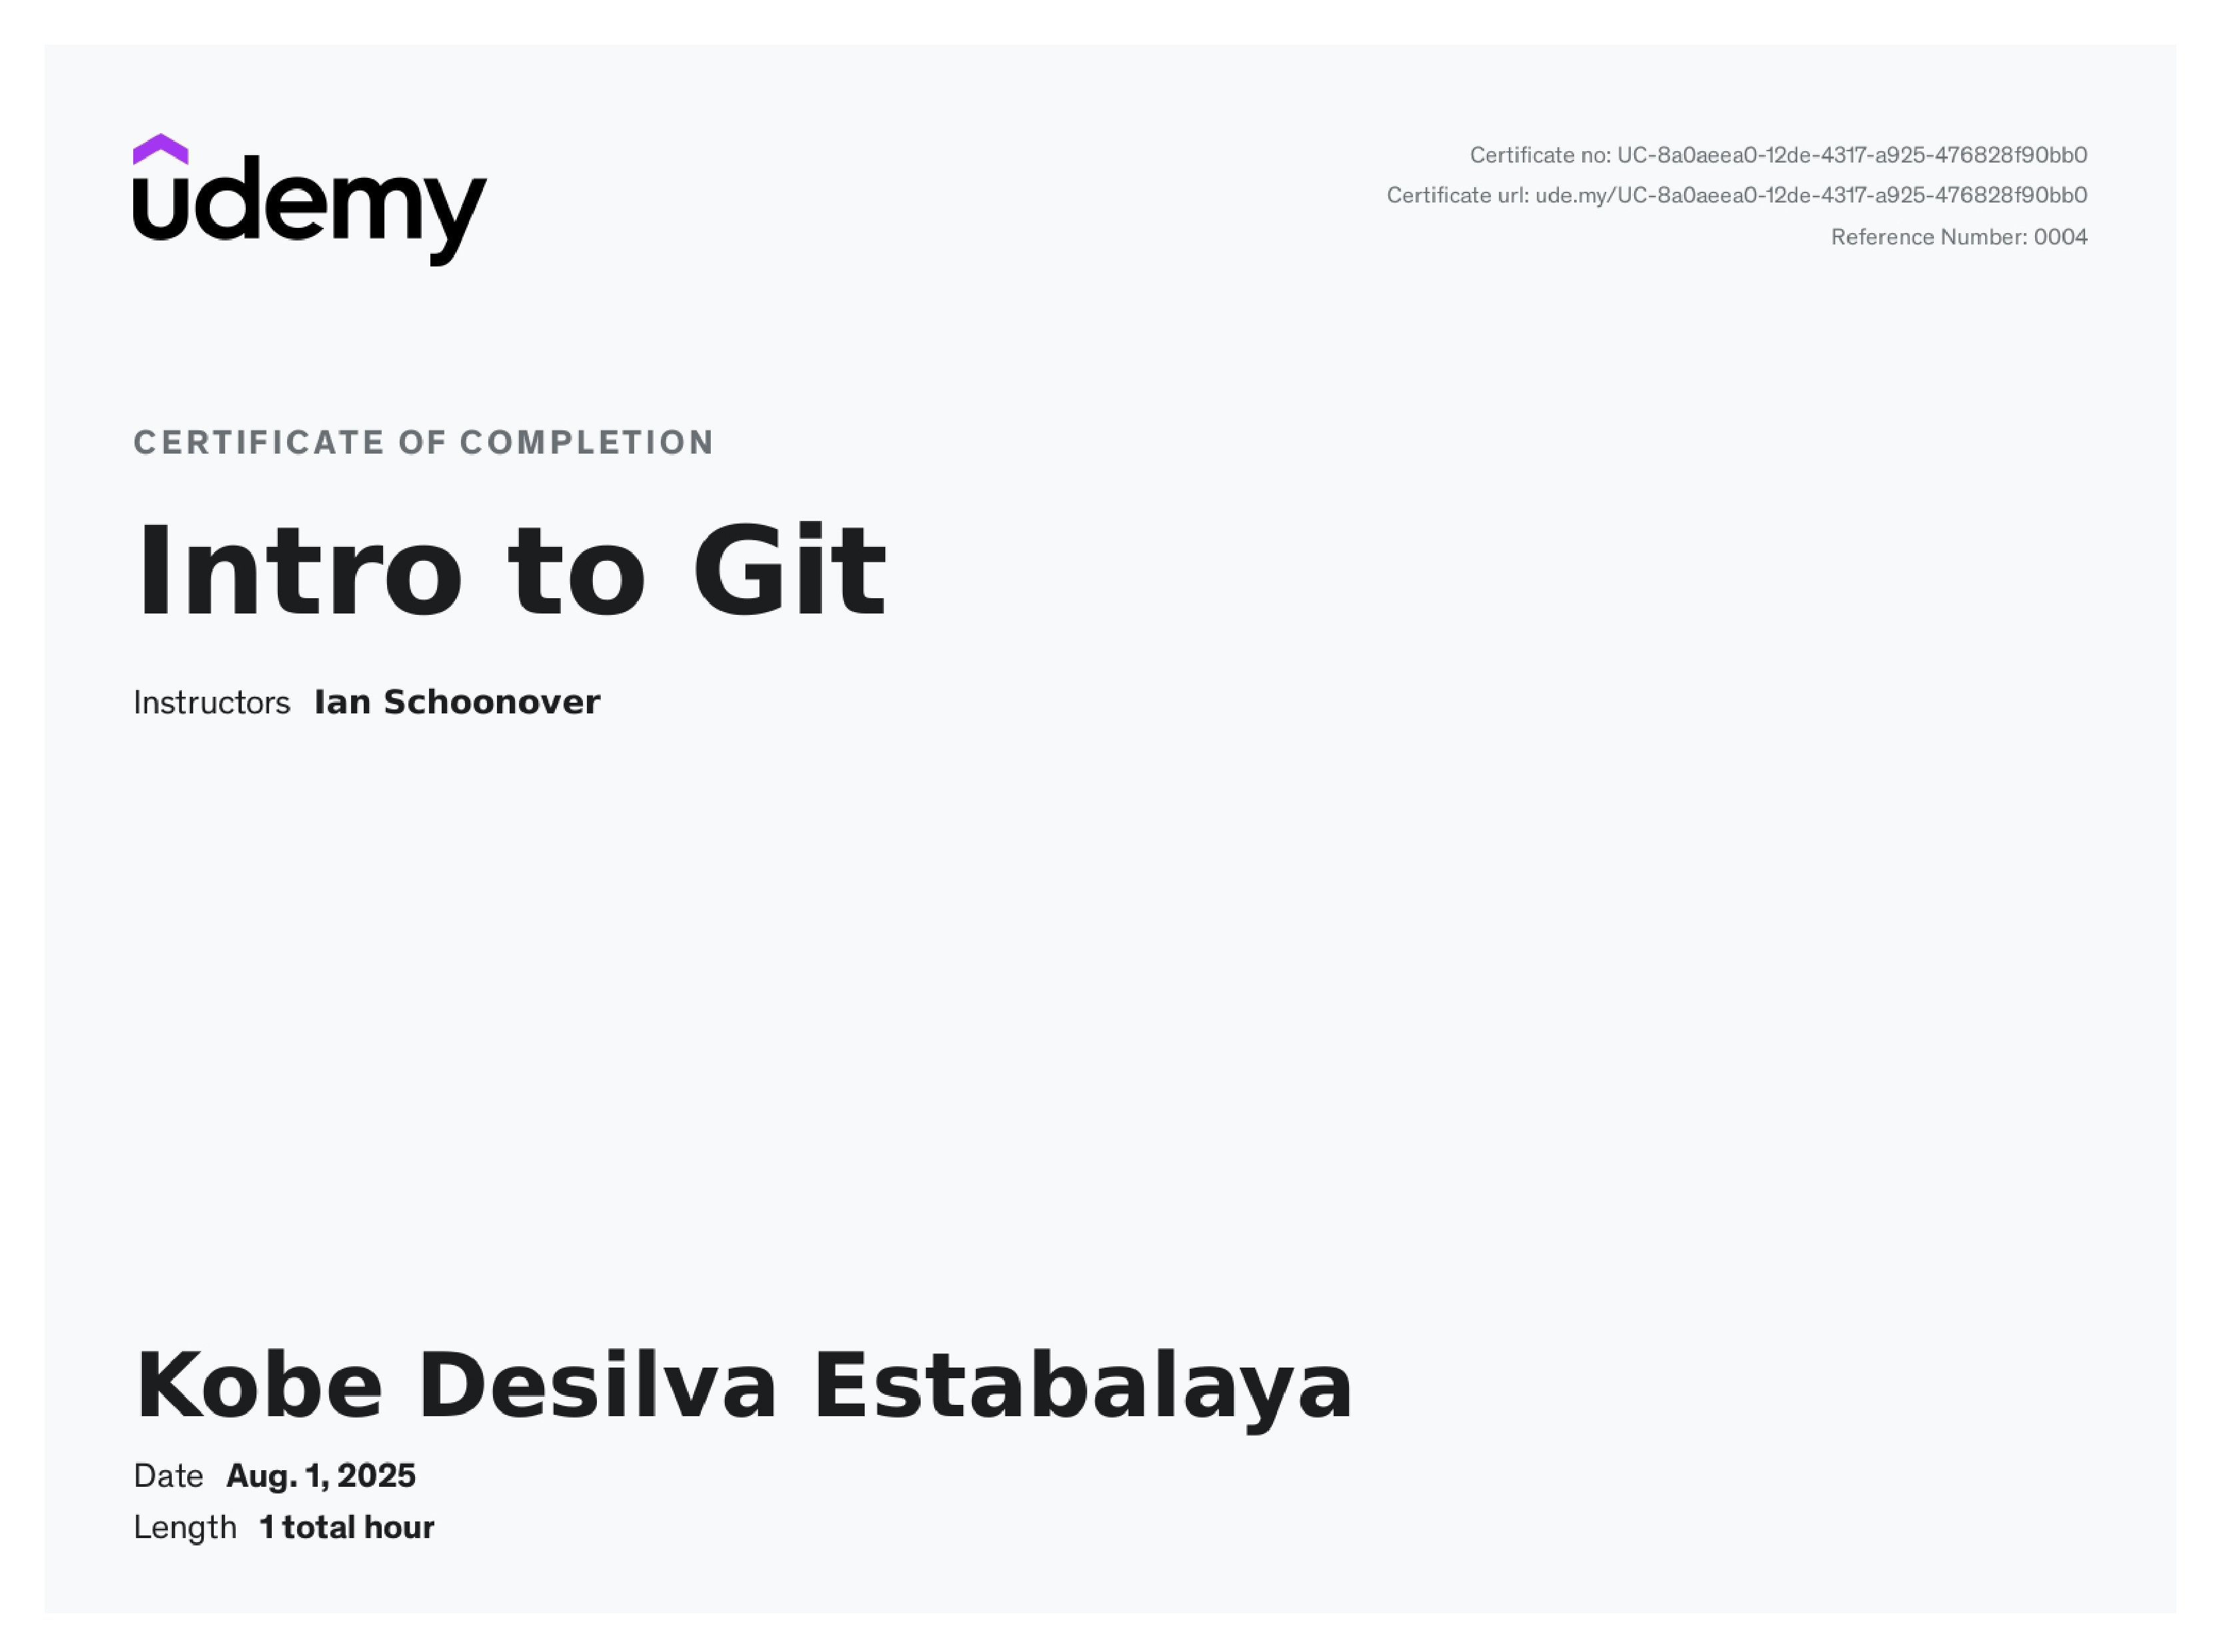 udemy
Certificate no: UC-8a0aeea0-12de-4317-a925-476828f90bb0
Certificate url: ude.my/UC-8a0aeea0-12de-4317-a925-476828f90bb0
Reference Number: 0004
CERTIFICATE OF COMPLETION
Intro to Git
Instructors Ian Schoonover
Kobe Desilva Estabalaya
Date Aug. 1, 2025
Length 1 total hour